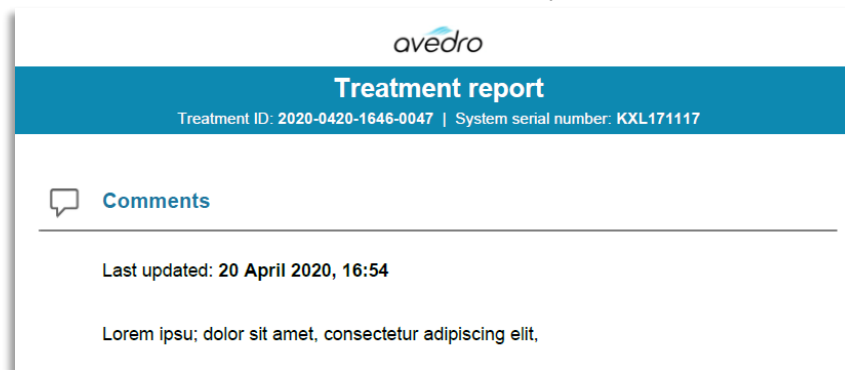 avedro
Treatment report
Treatment ID: 2020-0420-1646-0047 | System serial number: KXL171117
Comments
Last updated: 20 April 2020, 16:54
Lorem ipsu; dolor sit amet, consectetur adipiscing elit,